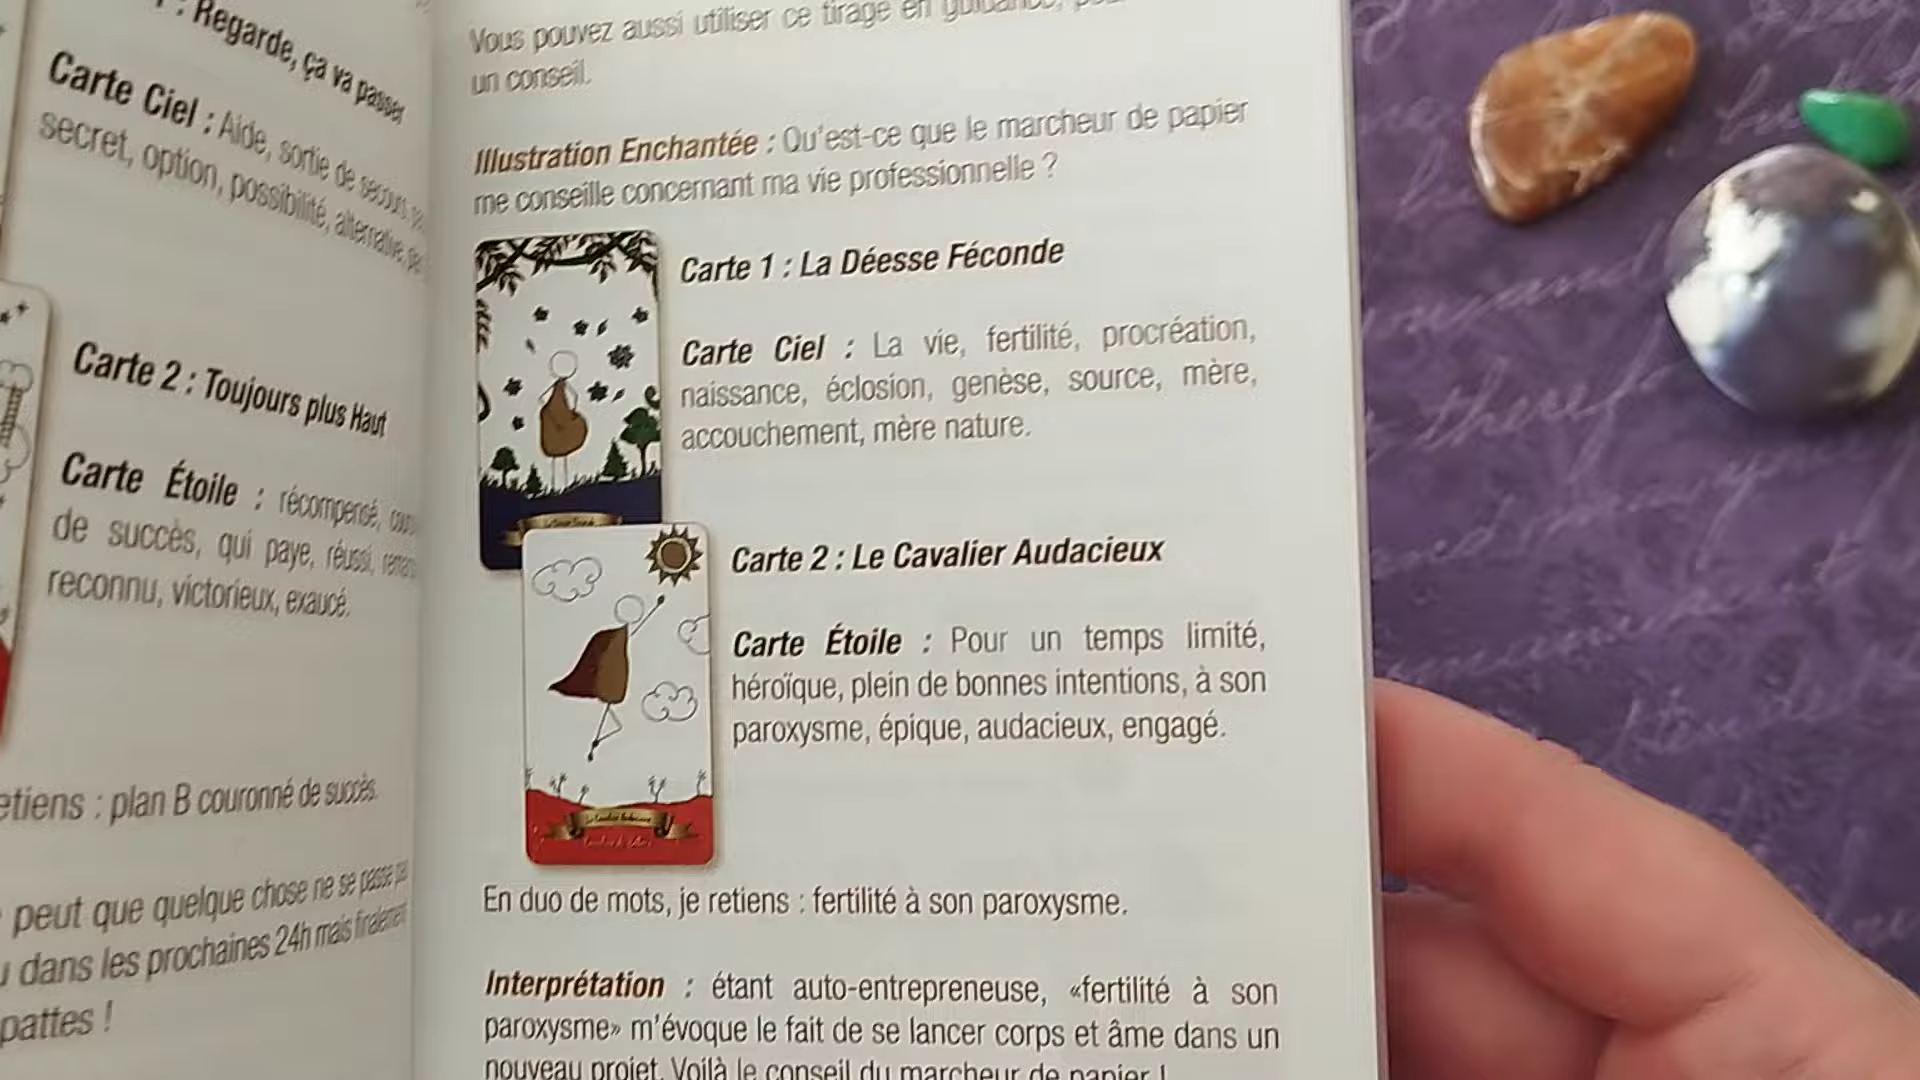 : Regarde, ça va passer
Carte Ciel : Aide, sortie de secours,
secret, option, possibilité, alternative,
Carte 2 : Toujours plus Haut
Carte Étoile : récompensé,
de succès, qui paye, réussi,
reconnu, victorieux, exaucé.
etiens : plan B couronné de succès.
peut que quelque chose ne se passe
dans les prochaines 24h mais finalement
pattes !
Vous pouvez aussi utiliser ce tirage en guidance,
un conseil.
Illustration Enchantée : Qu'est-ce que le marcheur de papier
me conseille concernant ma vie professionnelle ?
Carte 1 : La Déesse Féconde
Carte Ciel : La vie, fertilité, procréation,
naissance, éclosion, genèse, source, mère,
accouchement, mère nature.
Carte 2 : Le Cavalier Audacieux
Carte Étoile : Pour un temps limité,
héroïque, plein de bonnes intentions, à son
paroxysme, épique, audacieux, engagé.
En duo de mots, je retiens : fertilité à son paroxysme.
Interprétation : étant auto-entrepreneuse, «fertilité à son
paroxysme» m'évoque le fait de se lancer corps et âme dans un
nouveau projet. Voilà le conseil du marcheur de papier !